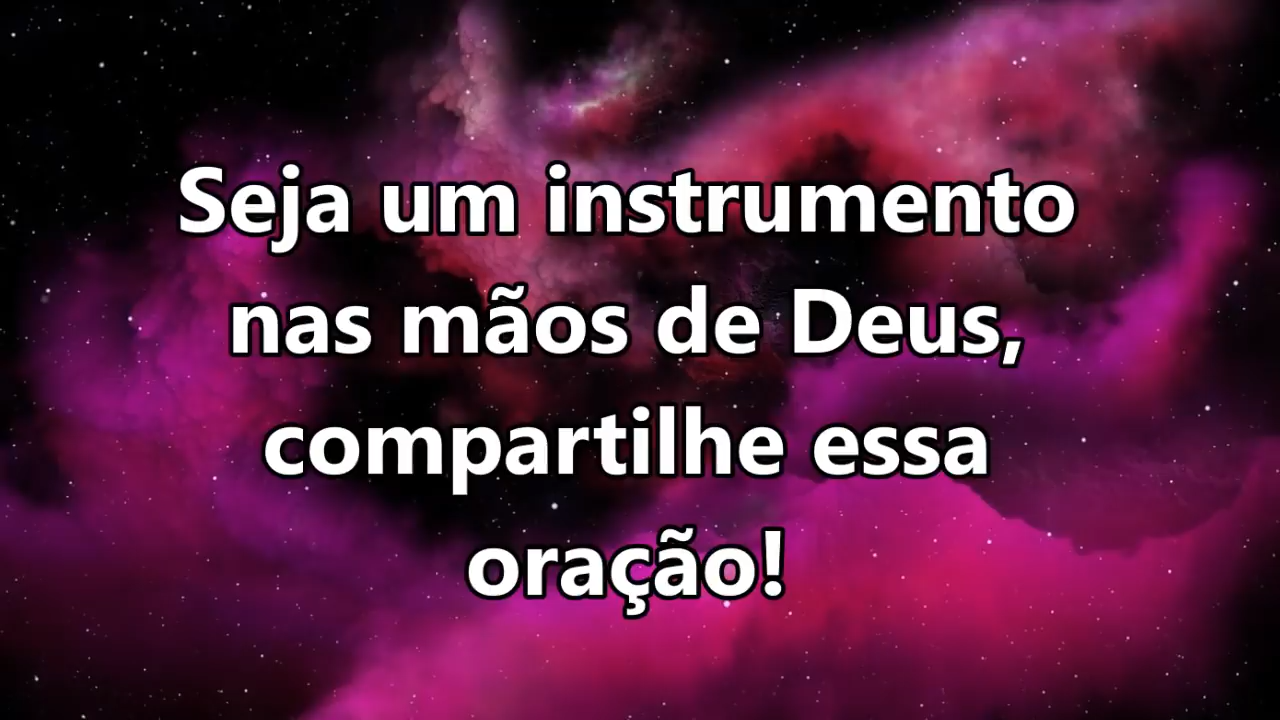 Seja um instrumento
nas mãos de Deus,
compartilhe essa
oração!